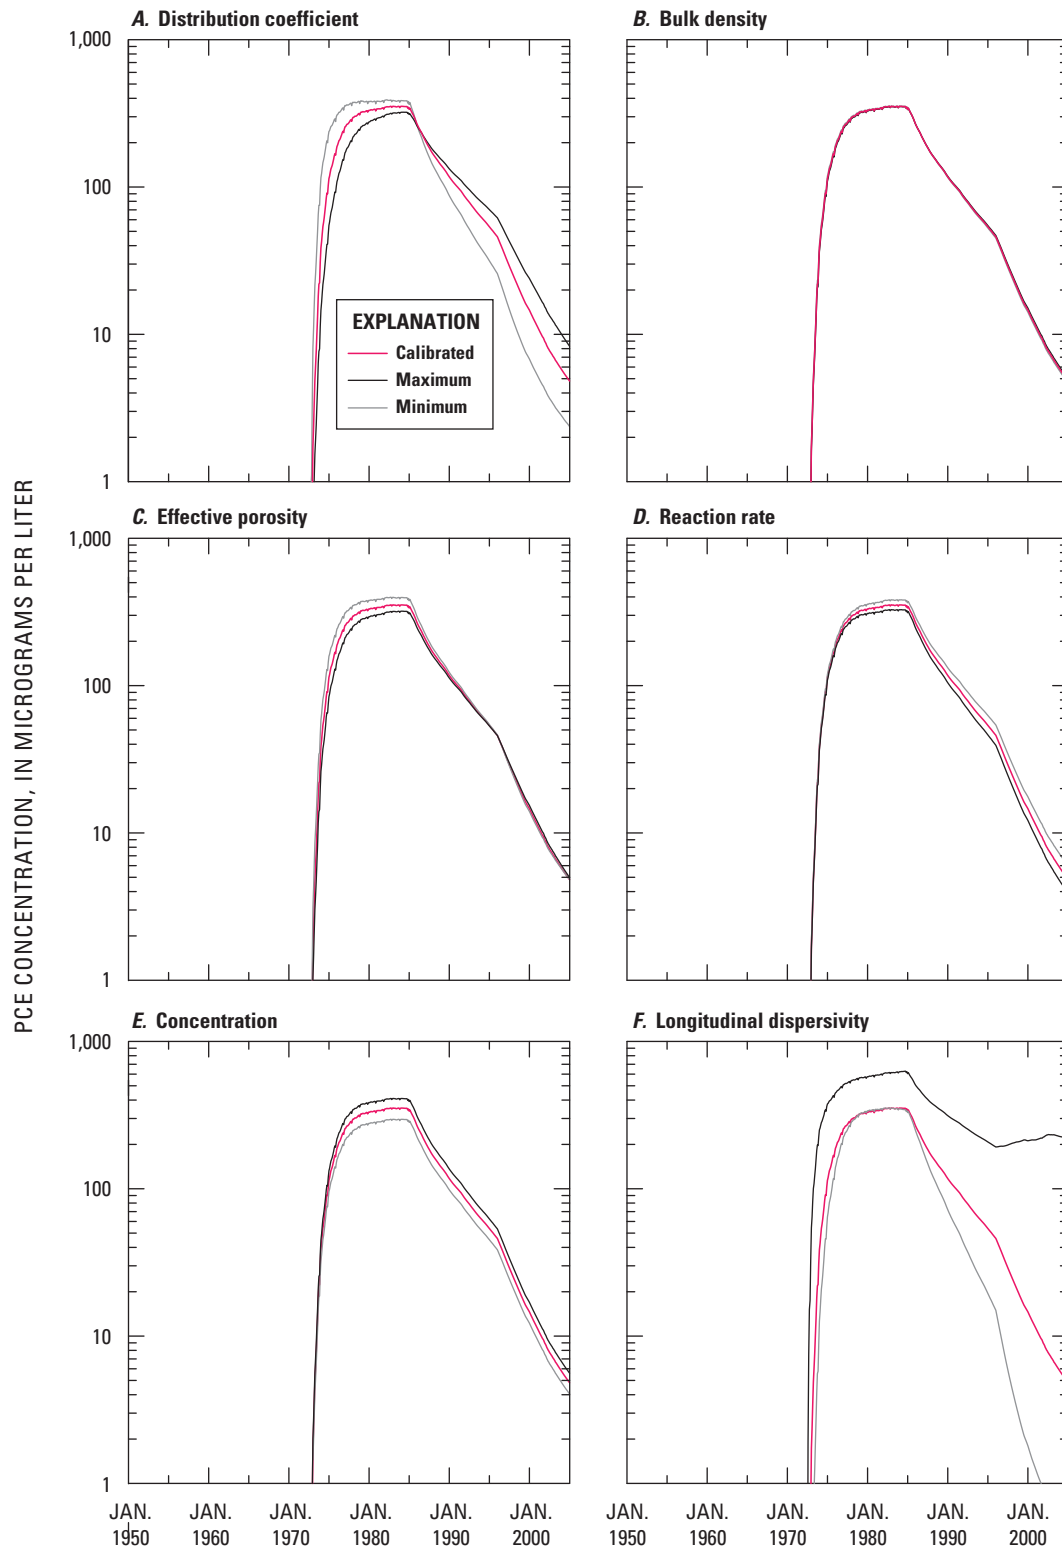 A. Distribution coefficient
B. Bulk density
1,000
100
10
1
EXPLANATION
Calibrated
Maximum
Minimum
C. Effective porosity
D. Reaction rate
1,000
100
10
1
E. Concentration
F. Longitudinal dispersivity
1,000
100
10
1
PCE CONCENTRATION, IN MICROGRAMS PER LITER
JAN. JAN. JAN. JAN. JAN. JAN. JAN. JAN. JAN. JAN. JAN. JAN.
1950 1960 1970 1980 1990 2000 1950 1960 1970 1980 1990 2000